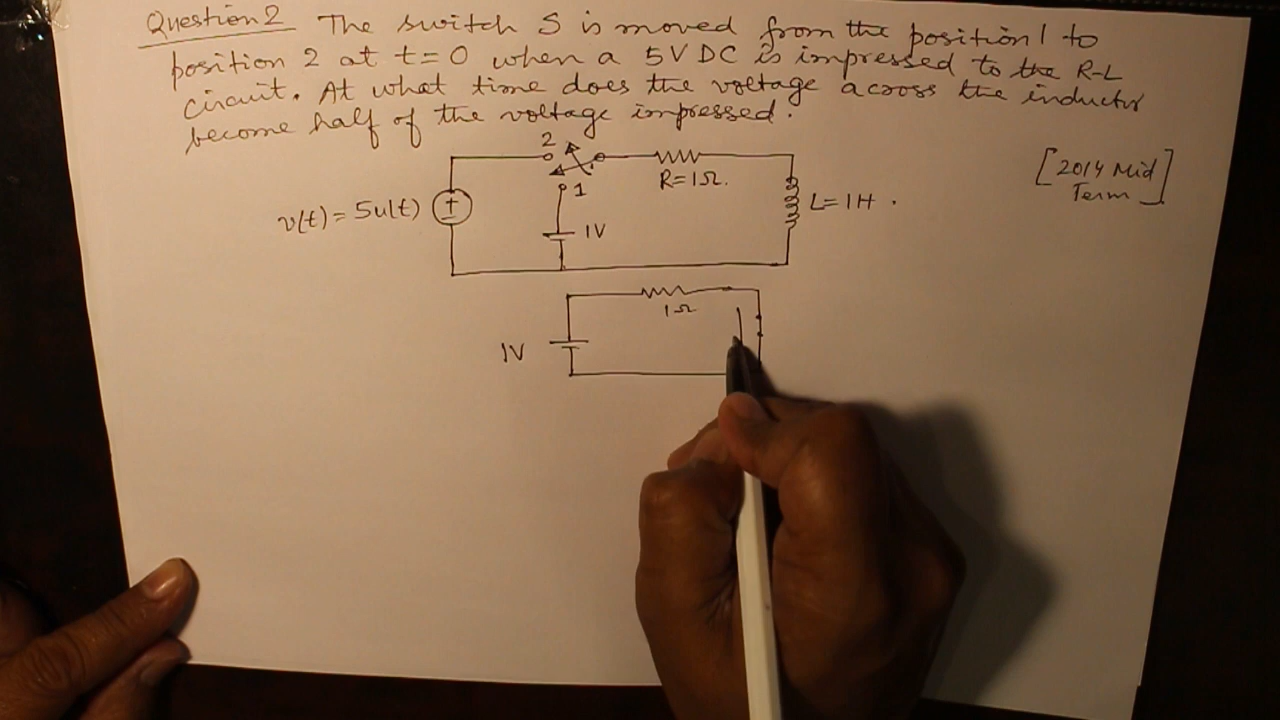 Question 2 The switch S is moved from the position 1 to
position 2 at t=0 when a 5V DC is impressed to the R-L
circuit. At what time does the voltage across the inductor
become half of the voltage impressed.
2
[2014 Mid
Term]
R=1Ω.
1
v(t)=5u(t)
+
L=1H.
1V
1Ω
1V